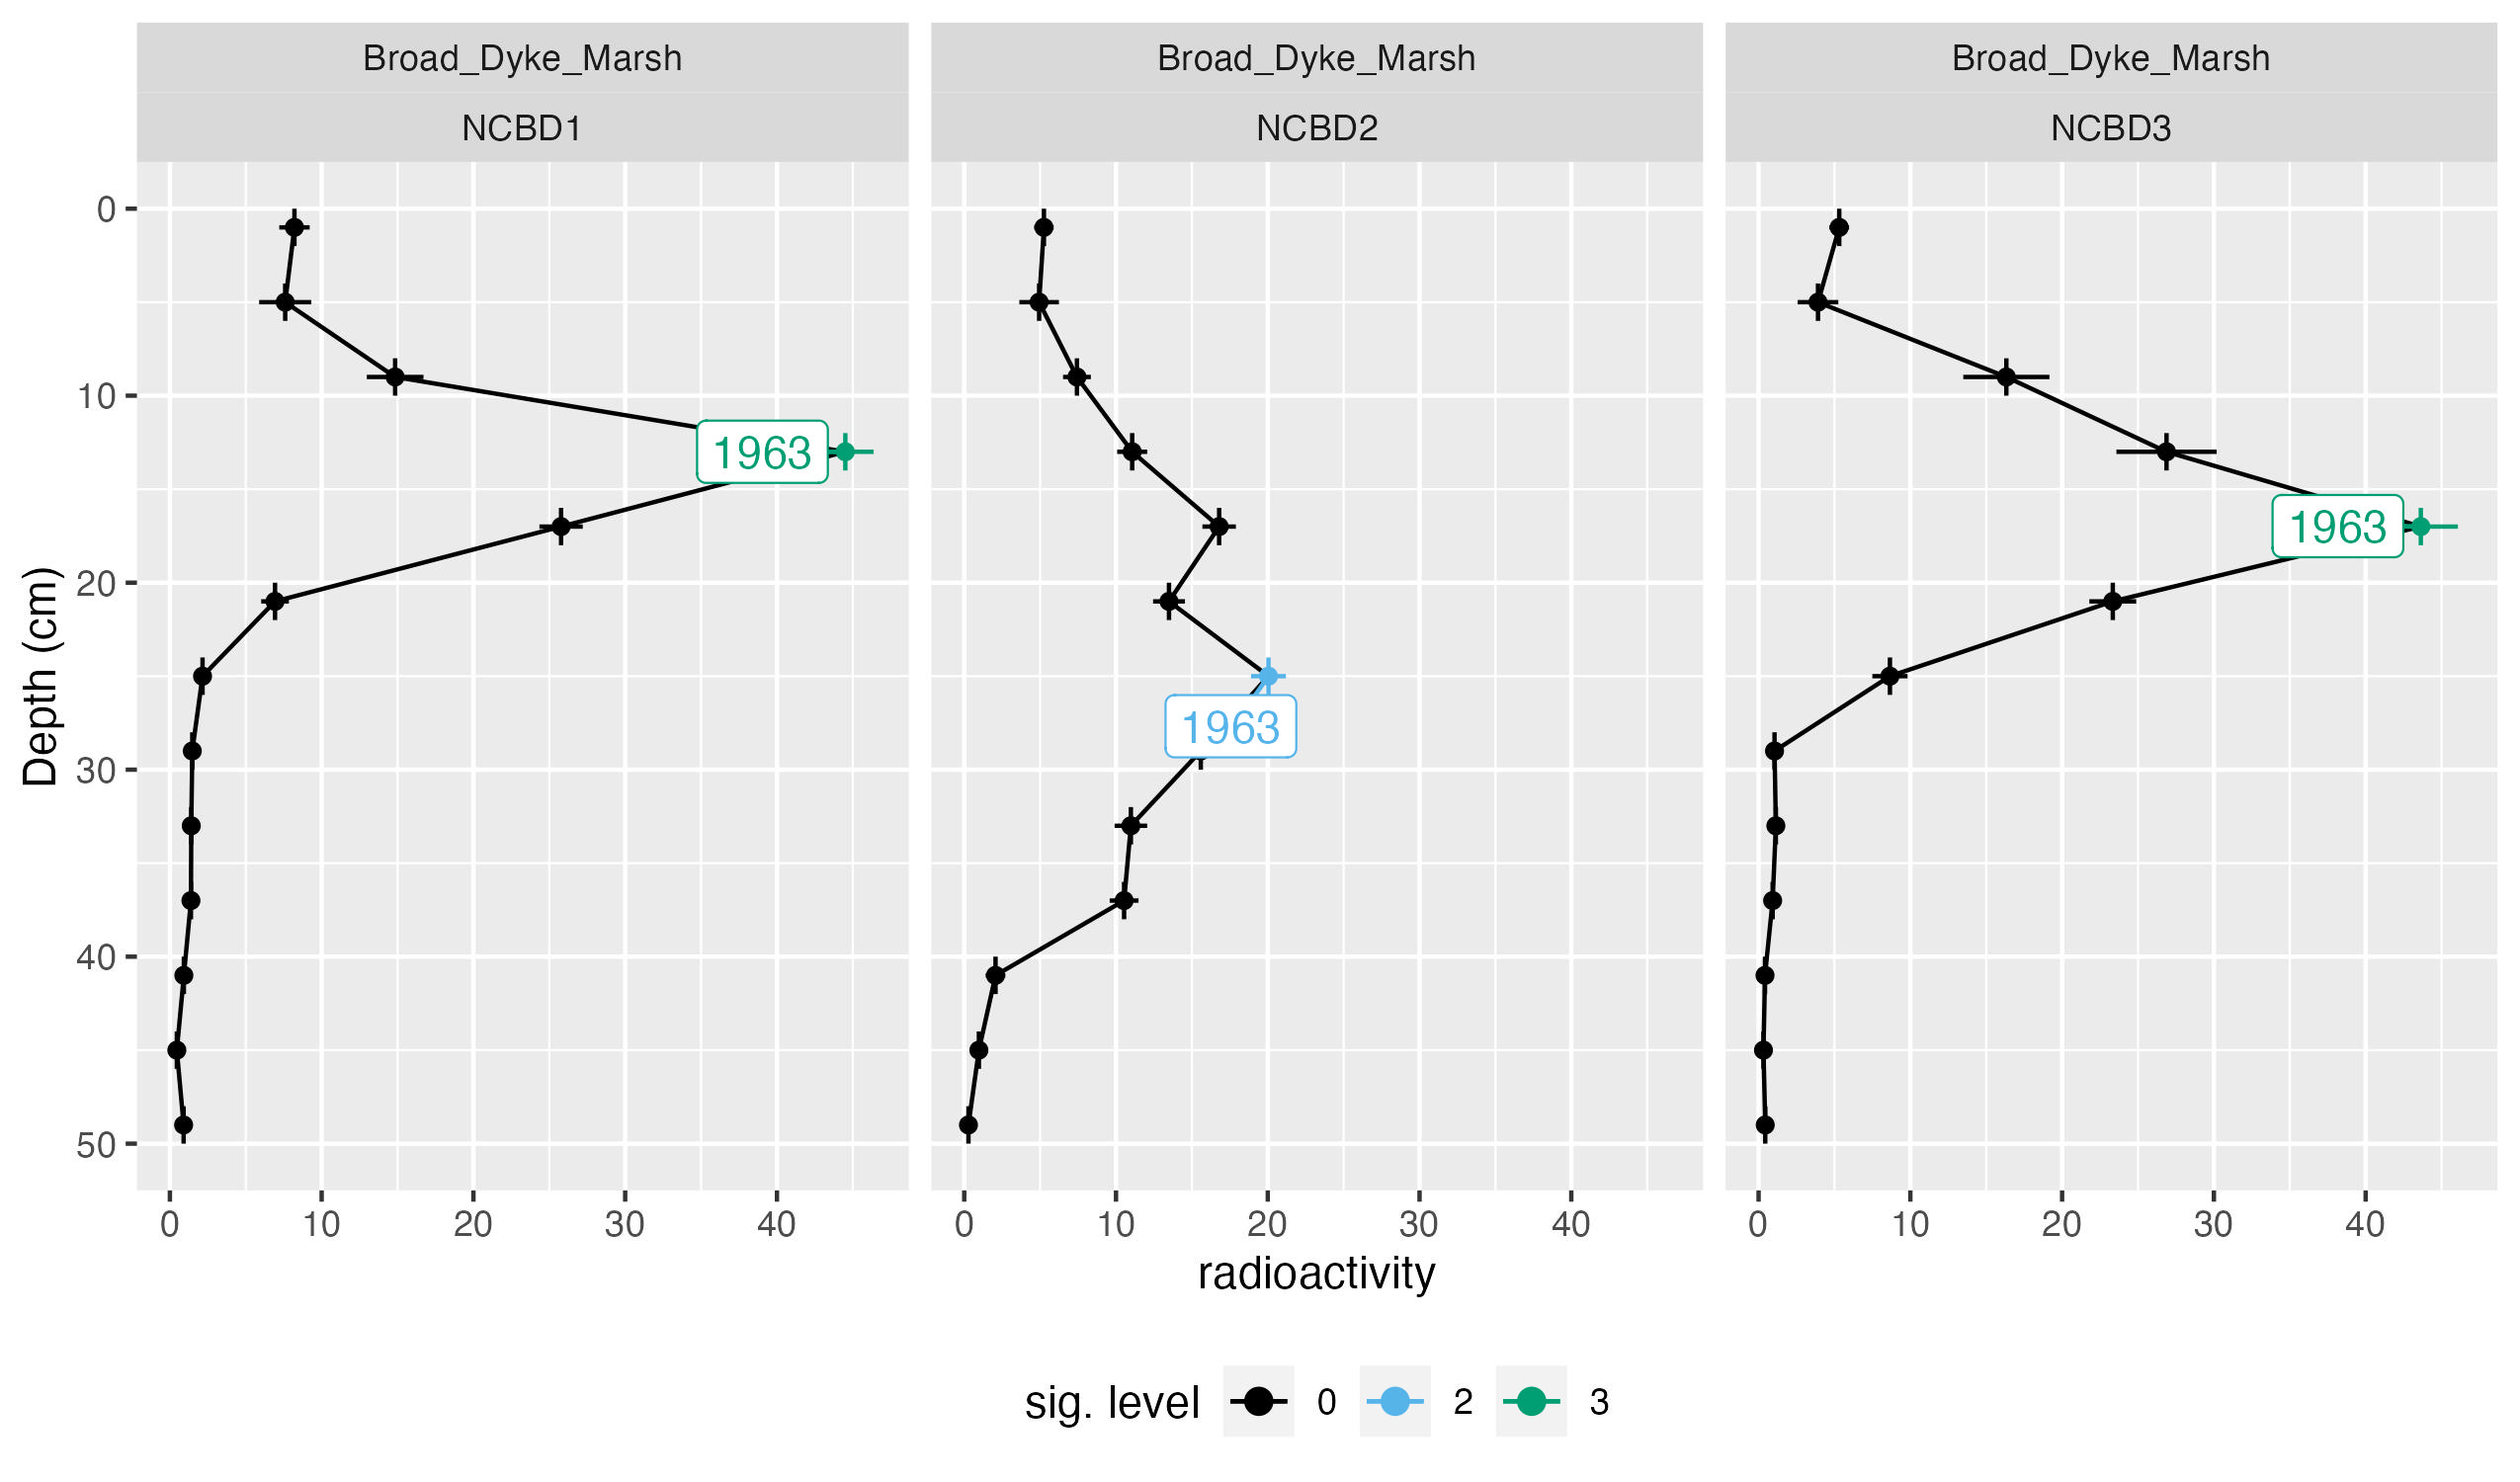 Broad_Dyke_Marsh Broad_Dyke_Marsh Broad_Dyke_Marsh
NCBD1 NCBD2 NCBD3
Depth (cm)
0
10
20
30
40
50
1963
1963
1963
0 10 20 30 40 0 10 20 30 40 0 10 20 30 40
radioactivity
sig. level 0 2 3